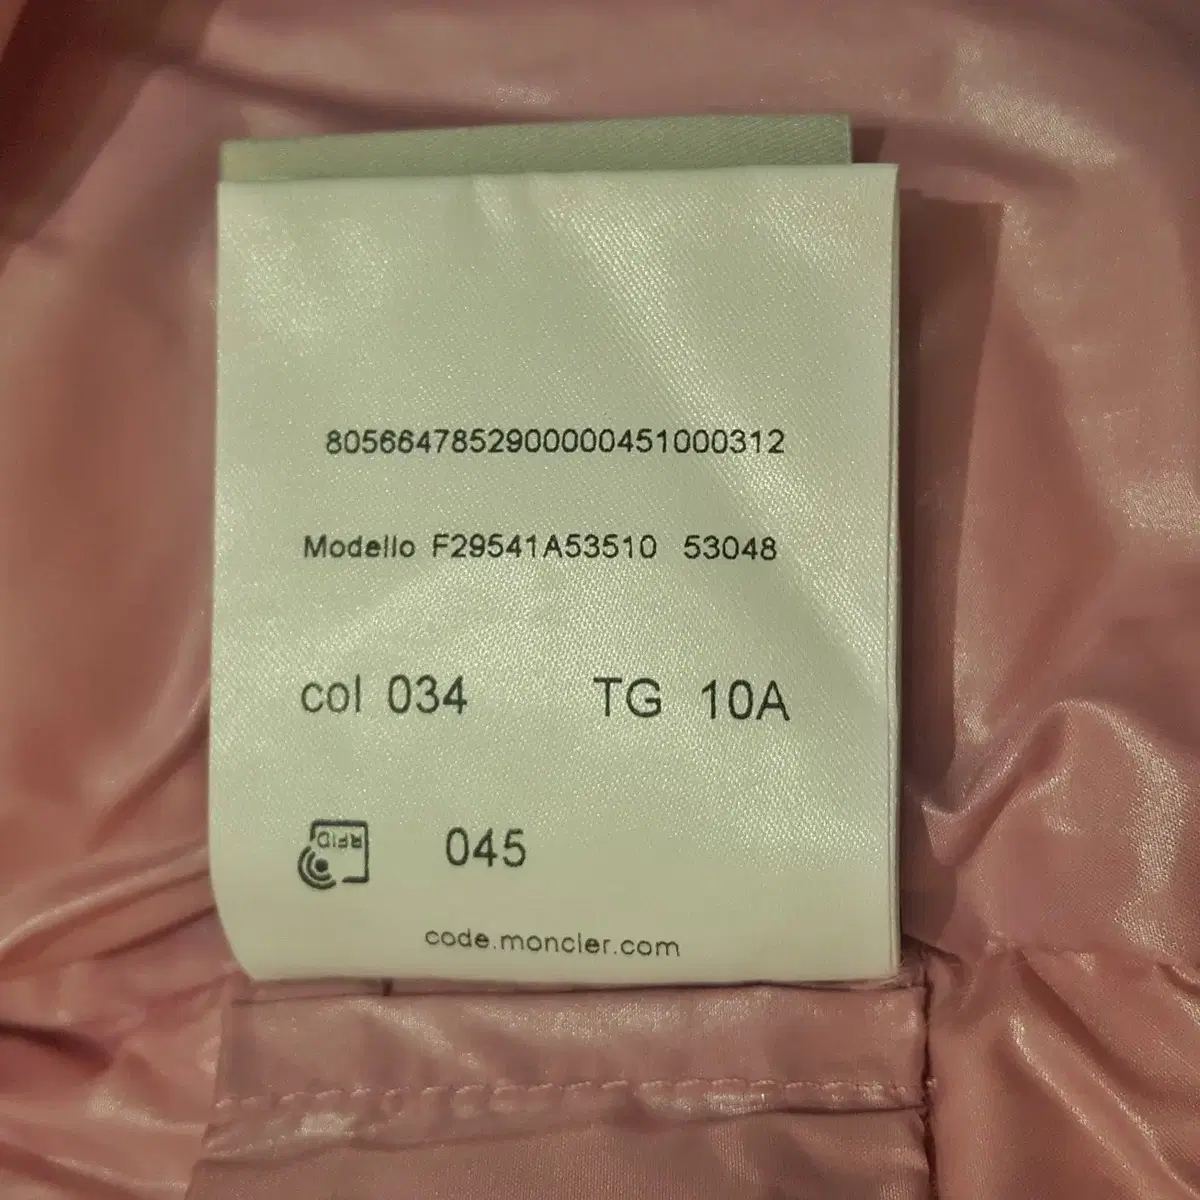 8056647852900000451000312
Modello F29541A53510 53048
col 034 TG 10A
RFID
045
code.moncler.com